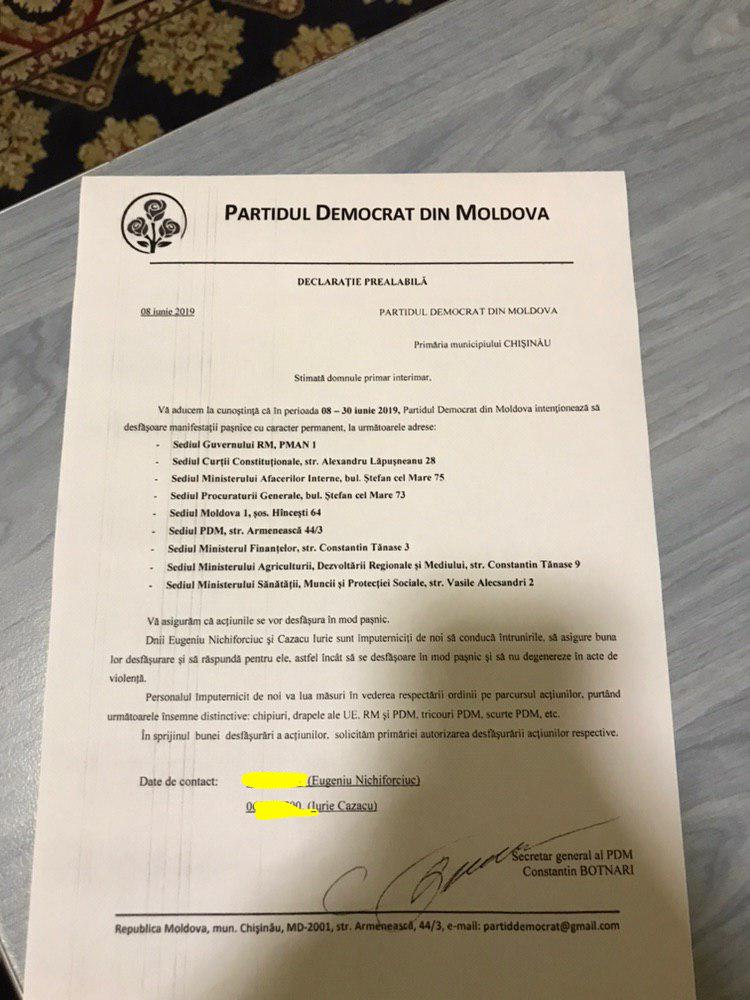 PARTIDUL DEMOCRAT DIN MOLDOVA
DECLARAȚIE PREALABILĂ
08 iunie 2019
PARTIDUL DEMOCRAT DIN MOLDOVA
Primăria municipiului CHIȘINĂU
Stimată domnule primar interimar,
Vă aducem la cunoștință că în perioada 08 – 30 iunie 2019, Partidul Democrat din Moldova intenționează să
desfășoare manifestații pașnice cu caracter permanent, la următoarele adrese:
- Sediul Guvernului RM, PMAN 1
- Sediul Curții Constituționale, str. Alexandru Lăpușneanu 28
- Sediul Ministerului Afacerilor Interne, bul. Ștefan cel Mare 75
- Sediul Procuraturii Generale, bul. Ștefan cel Mare 73
- Sediul Moldova 1, șos. Hîncești 64
- Sediul PDM, str. Armenească 44/3
- Sediul Ministerul Finanțelor, str. Constantin Tănase 3
- Sediul Ministerului Agriculturii, Dezvoltării Regionale și Mediului, str. Constantin Tănase 9
- Sediul Ministerului Sănătății, Muncii și Protecției Sociale, str. Vasile Alecsandri 2
Vă asigurăm că acțiunile se vor desfășura în mod pașnic.
Dnii Eugeniu Nichiforciuc și Cazacu Iurie sunt împuterniciți de noi să conducă întrunirile, să asigure buna
lor desfășurare și să răspundă pentru ele, astfel încât să se desfășoare în mod pașnic și să nu degenereze în acte de
violență.
Personalul împuternicit de noi va lua măsuri în vederea respectării ordinii pe parcursul acțiunilor, purtând
următoarele însemne distinctive: chipiuri, drapele ale UE, RM și PDM, tricouri PDM, scurte PDM, etc.
În sprijinul bunei desfășurări a acțiunilor, solicităm primăriei autorizarea desfășurării acțiunilor respective.
Date de contact: (Eugeniu Nichiforciuc)
(Iurie Cazacu)
Secretar general al PDM
Constantin BOTNARI
Republica Moldova, mun. Chișinău, MD-2001, str. Armenească, 44/3, e-mail: partiddemocrat@gmail.com